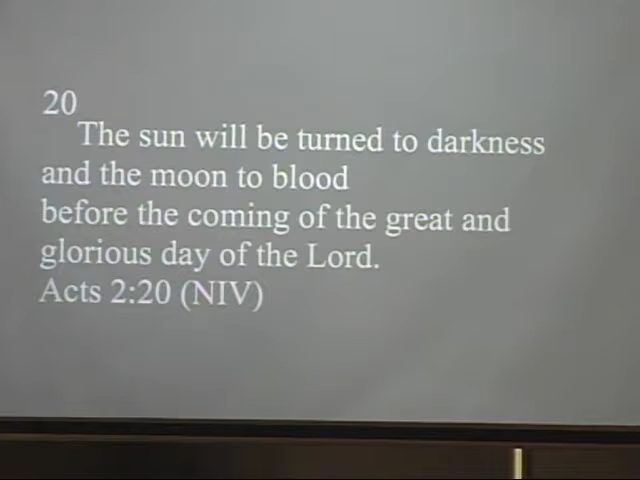 20
The sun will be turned to darkness
and the moon to blood
before the coming of the great and
glorious day of the Lord.
Acts 2:20 (NIV)